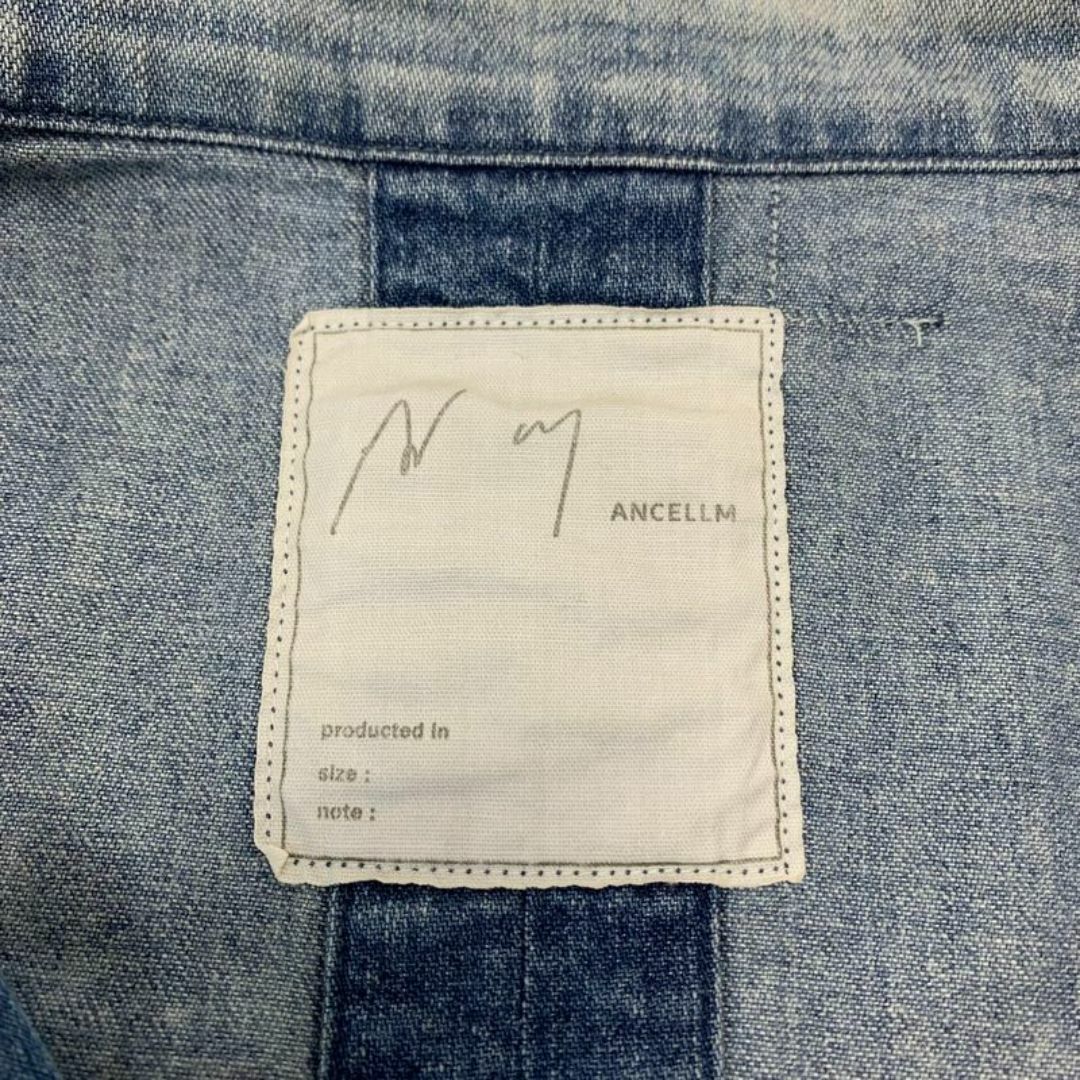 ANCELLM
producted in
size :
note :